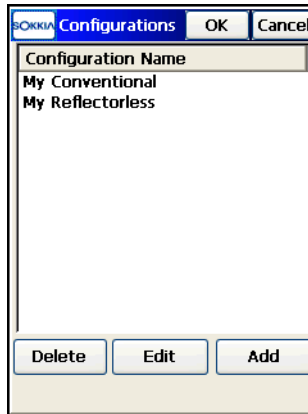 SOKKIA Configurations OK Cancel
Configuration Name
My Conventional
My Reflectorless
Delete Edit Add